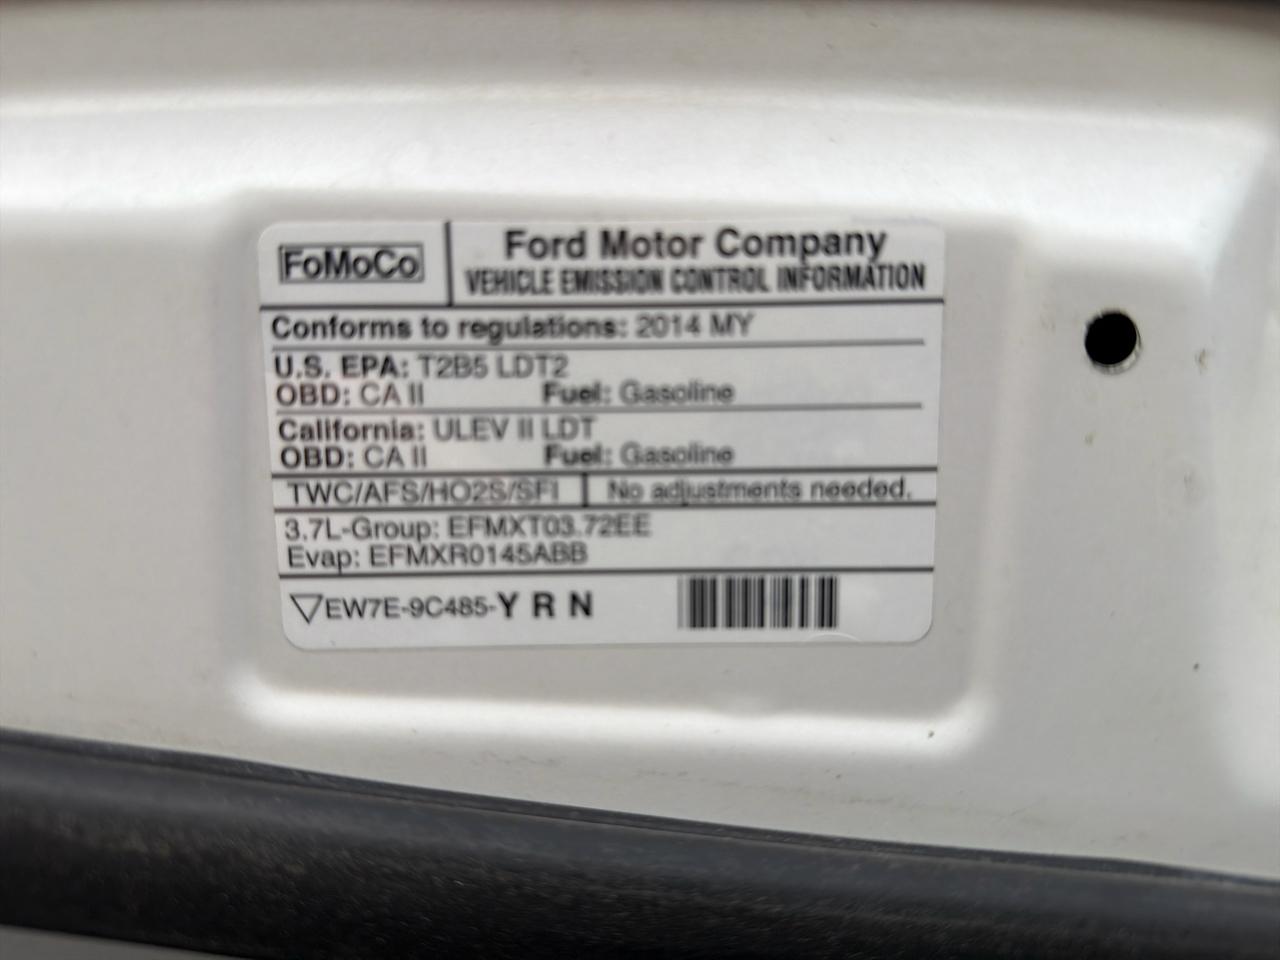 FoMoCo
Ford Motor Company
VEHICLE EMISSION CONTROL INFORMATION
Conforms to regulations: 2014 MY
U.S. EPA: T2B5 LDT2
OBD: CA II Fuel: Gasoline
California: ULEV II LDT
OBD: CA II Fuel: Gasoline
TWC/AFS/HO2S/SFI No adjustments needed.
3.7L-Group: EFMXT03.72EE
Evap: EFMXR0145ABB
EW7E-9C485-Y R N